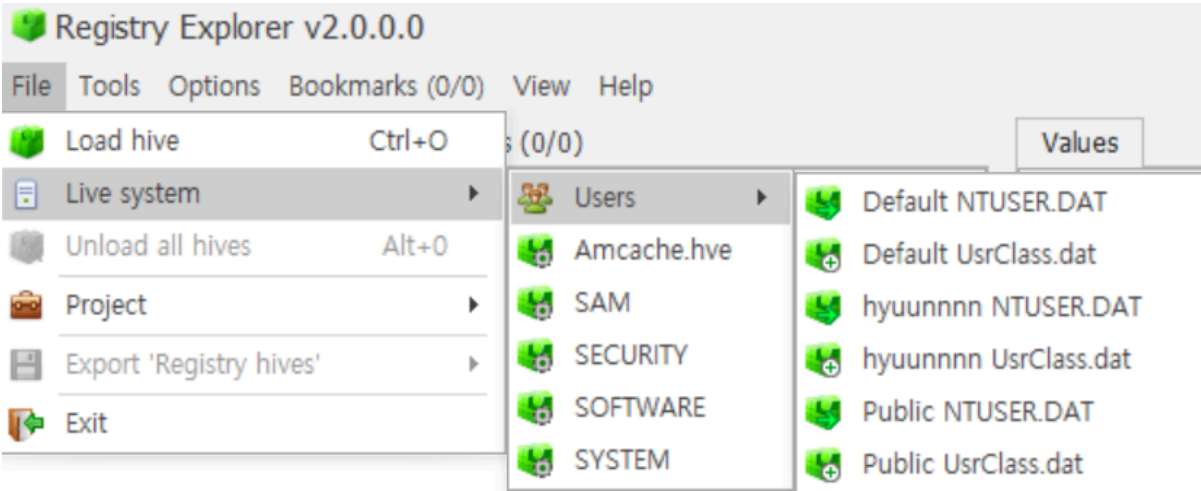 Registry Explorer v2.0.0.0
File Tools Options Bookmarks (0/0) View Help
Load hive Ctrl+O
Live system
Unload all hives Alt+0
Project
Export 'Registry hives'
Exit
(0/0)
Values
Users
Amcache.hve
SAM
SECURITY
SOFTWARE
SYSTEM
Default NTUSER.DAT
Default UsrClass.dat
hyuunnnn NTUSER.DAT
hyuunnnn UsrClass.dat
Public NTUSER.DAT
Public UsrClass.dat